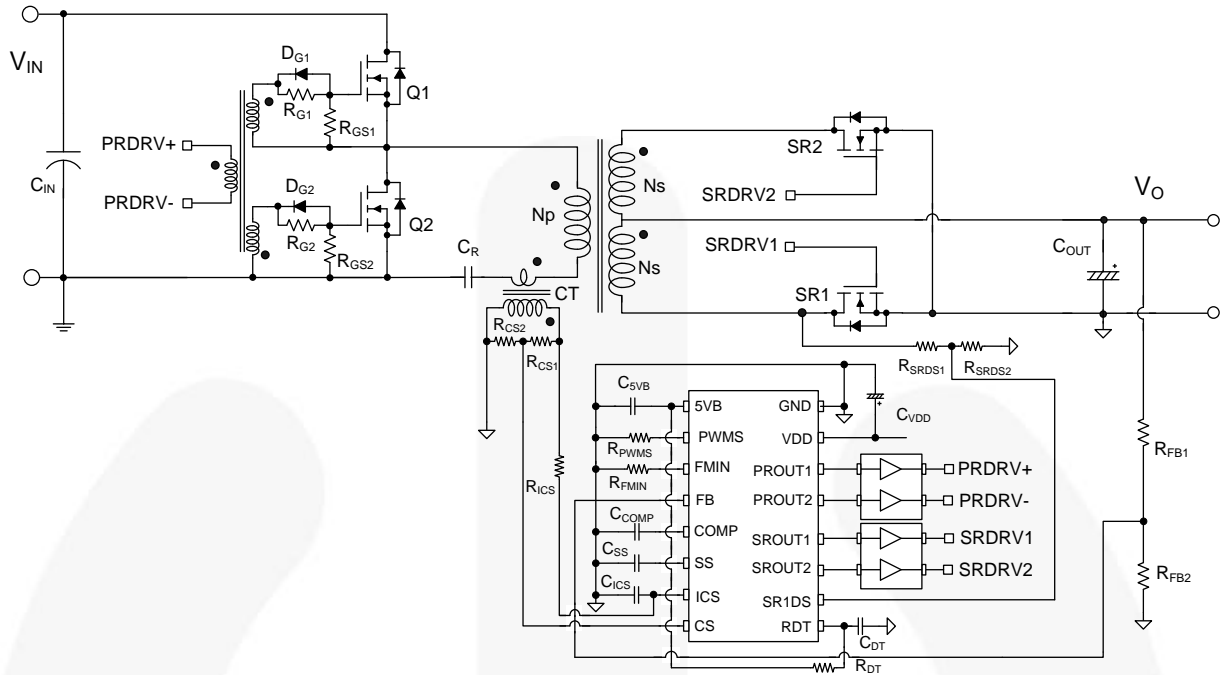 VIN
DG1
Q1
RG1
RGS1
PRDRV+
SR2
CIN
DG2
Ns
VO
PRDRV-
SRDRV2
Np
Q2
RG2
SRDRV1
COUT
CR
RGS2
Ns
CT
SR1
RCS2
RCS1
RSRDS1
RSRDS2
C5VB
CVDD
5VB
GND
RPWMS
PWMS
VDD
RFB1
RICS
RFMIN
FMIN
PROUT1
PRDRV+
FB
PROUT2
PRDRV-
CCOMP
COMP
SROUT1
SRDRV1
CSS
SS
SROUT2
SRDRV2
RFB2
CICS
ICS
SR1DS
CS
RDT
CDT
RDT